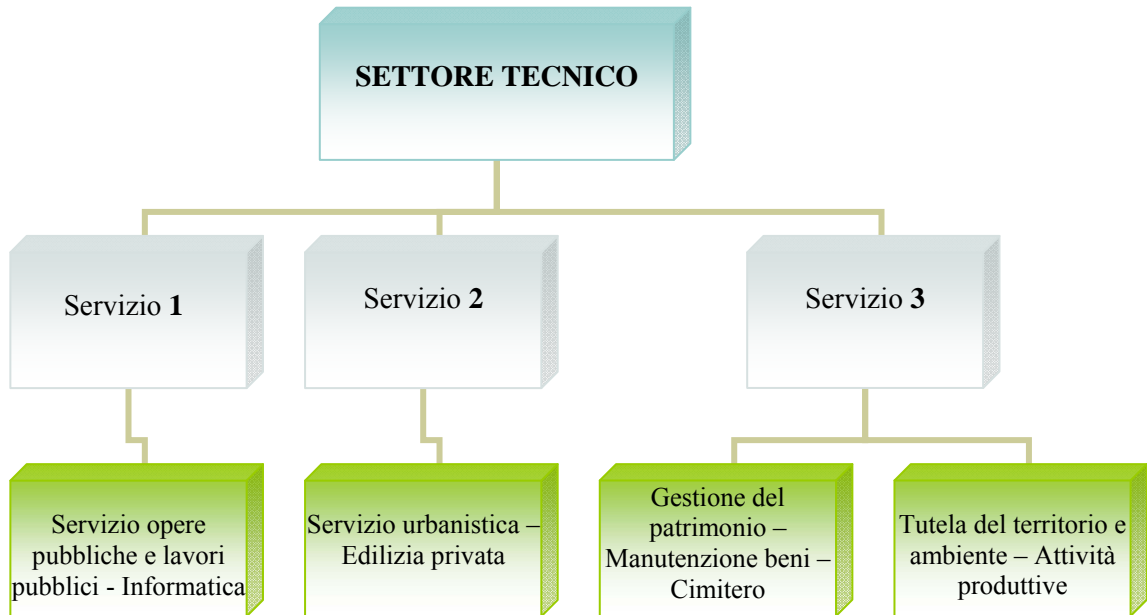 SETTORE TECNICO
Servizio 1
Servizio 2
Servizio 3
Servizio opere
pubbliche e lavori
pubblici - Informatica
Servizio urbanistica –
Edilizia privata
Gestione del
patrimonio –
Manutenzione beni –
Cimitero
Tutela del territorio e
ambiente – Attività
produttive